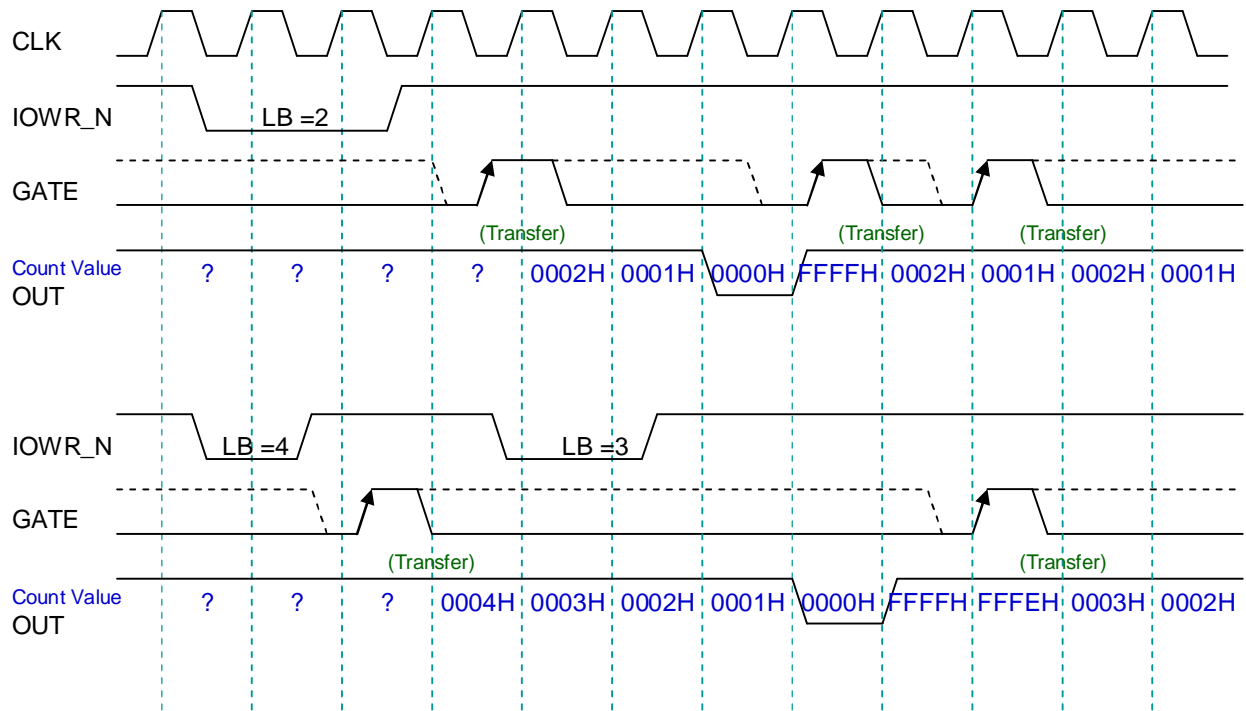 CLK
IOWR_N
LB =2
GATE
(Transfer) (Transfer) (Transfer)
Count Value ? ? ? ? 0002H 0001H 0000H FFFFH 0002H 0001H 0002H 0001H
OUT
IOWR_N
LB =4 LB =3
GATE
(Transfer) (Transfer)
Count Value ? ? ? 0004H 0003H 0002H 0001H 0000H FFFFH FFFEH 0003H 0002H
OUT